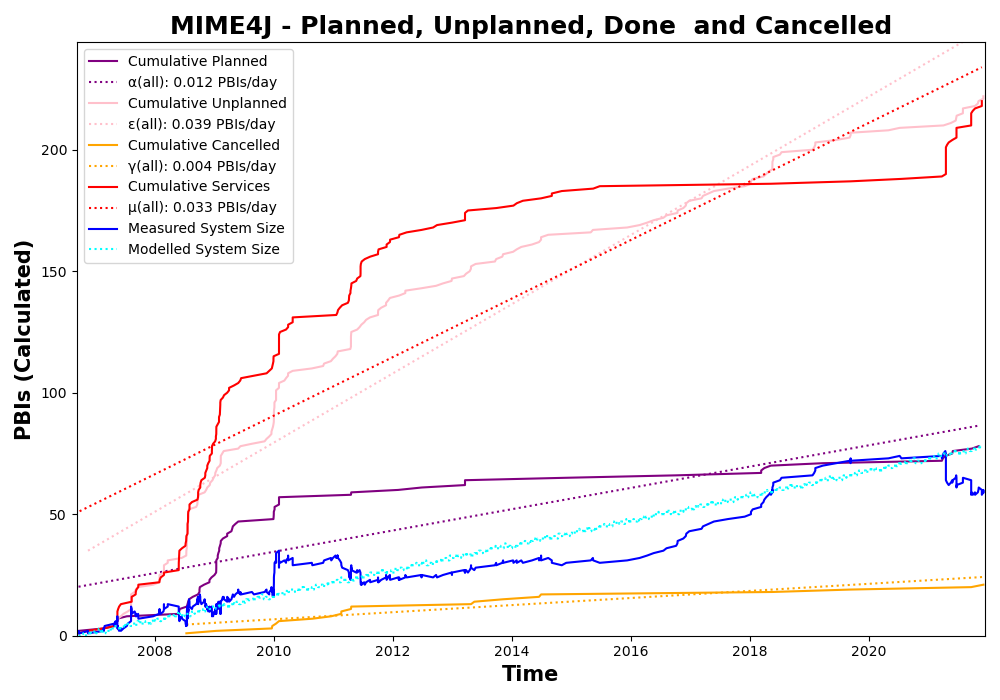 MIME4J - Planned, Unplanned, Done  and Cancelled
Cumulative Planned
α(all): 0.012 PBIs/day
Cumulative Unplanned
ε(all): 0.039 PBIs/day
Cumulative Cancelled
γ(all): 0.004 PBIs/day
Cumulative Services
μ(all): 0.033 PBIs/day
Measured System Size
Modelled System Size
PBIs (Calculated)
200
150
100
50
0
2008 2010 2012 2014 2016 2018 2020
Time